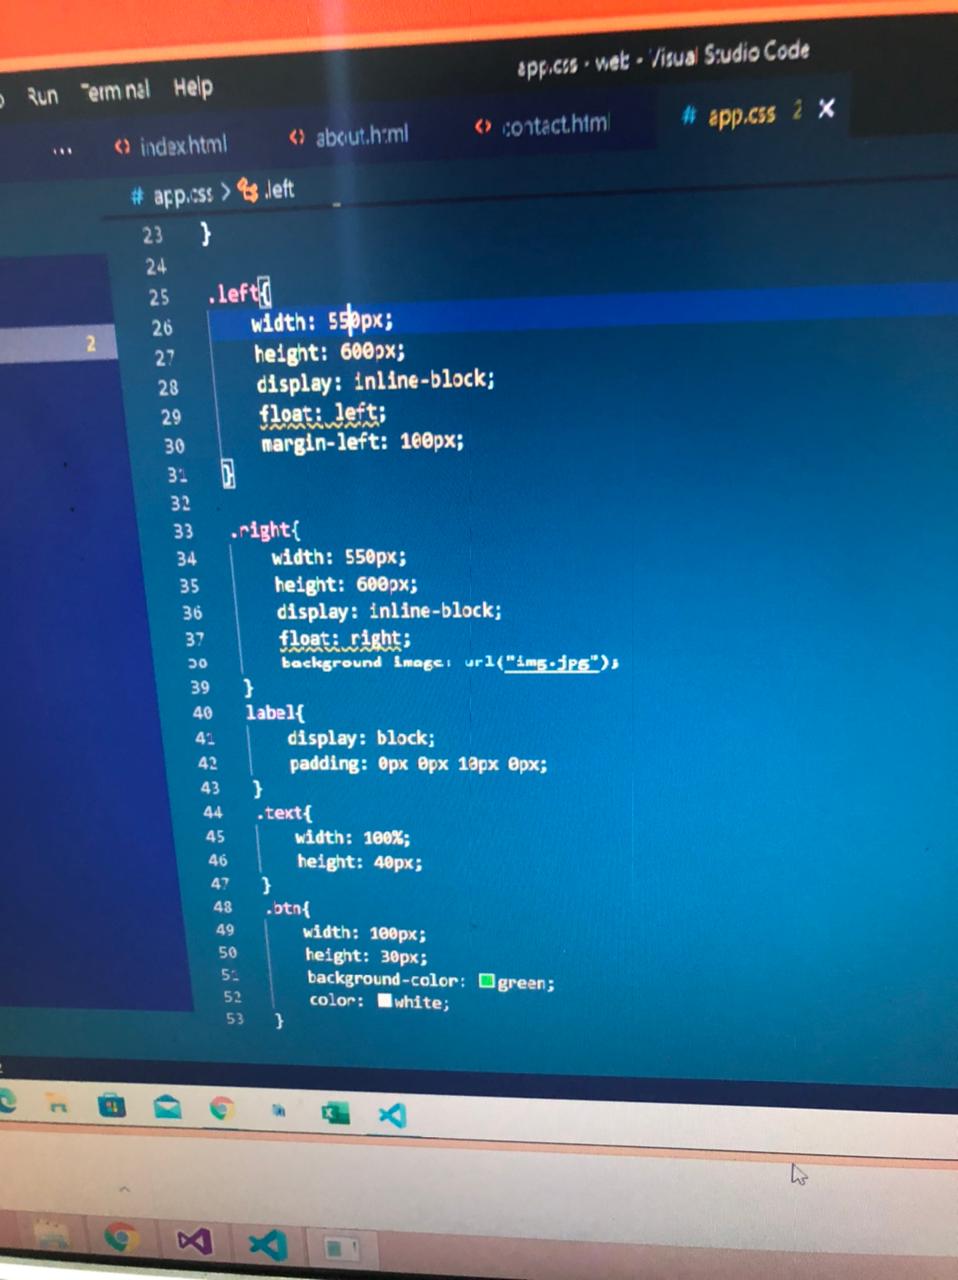 Run Terminal Help
app.css - web - Visual Studio Code
... <> index.html <> about.html <> contact.html # app.css 2 ×
# app.css > .left
23 }
24
25 .left{
26 width: 550px;
2
27 height: 600px;
28 display: inline-block;
29 float: left;
30 margin-left: 100px;
31 }
32
33 .right{
34 width: 550px;
35 height: 600px;
36 display: inline-block;
37 float: right;
38 background image: url("img.jpg");
39 }
40 label{
41 display: block;
42 padding: 0px 0px 10px 0px;
43 }
44 .text{
45 width: 100%;
46 height: 40px;
47 }
48 .btn{
49 width: 100px;
50 height: 30px;
51 background-color: green;
52 color: white;
53 }